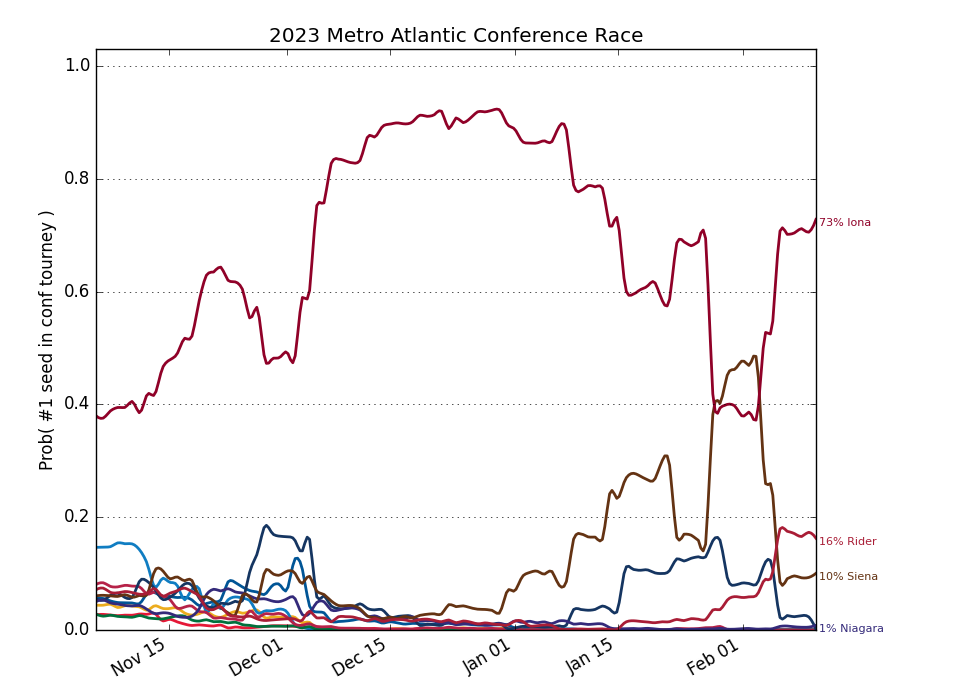 2023 Metro Atlantic Conference Race
Prob( #1 seed in conf tourney )
1.0
0.8
0.6
0.4
0.2
0.0
Nov 15
Dec 01
Dec 15
Jan 01
Jan 15
Feb 01
73% Iona
16% Rider
10% Siena
1% Niagara